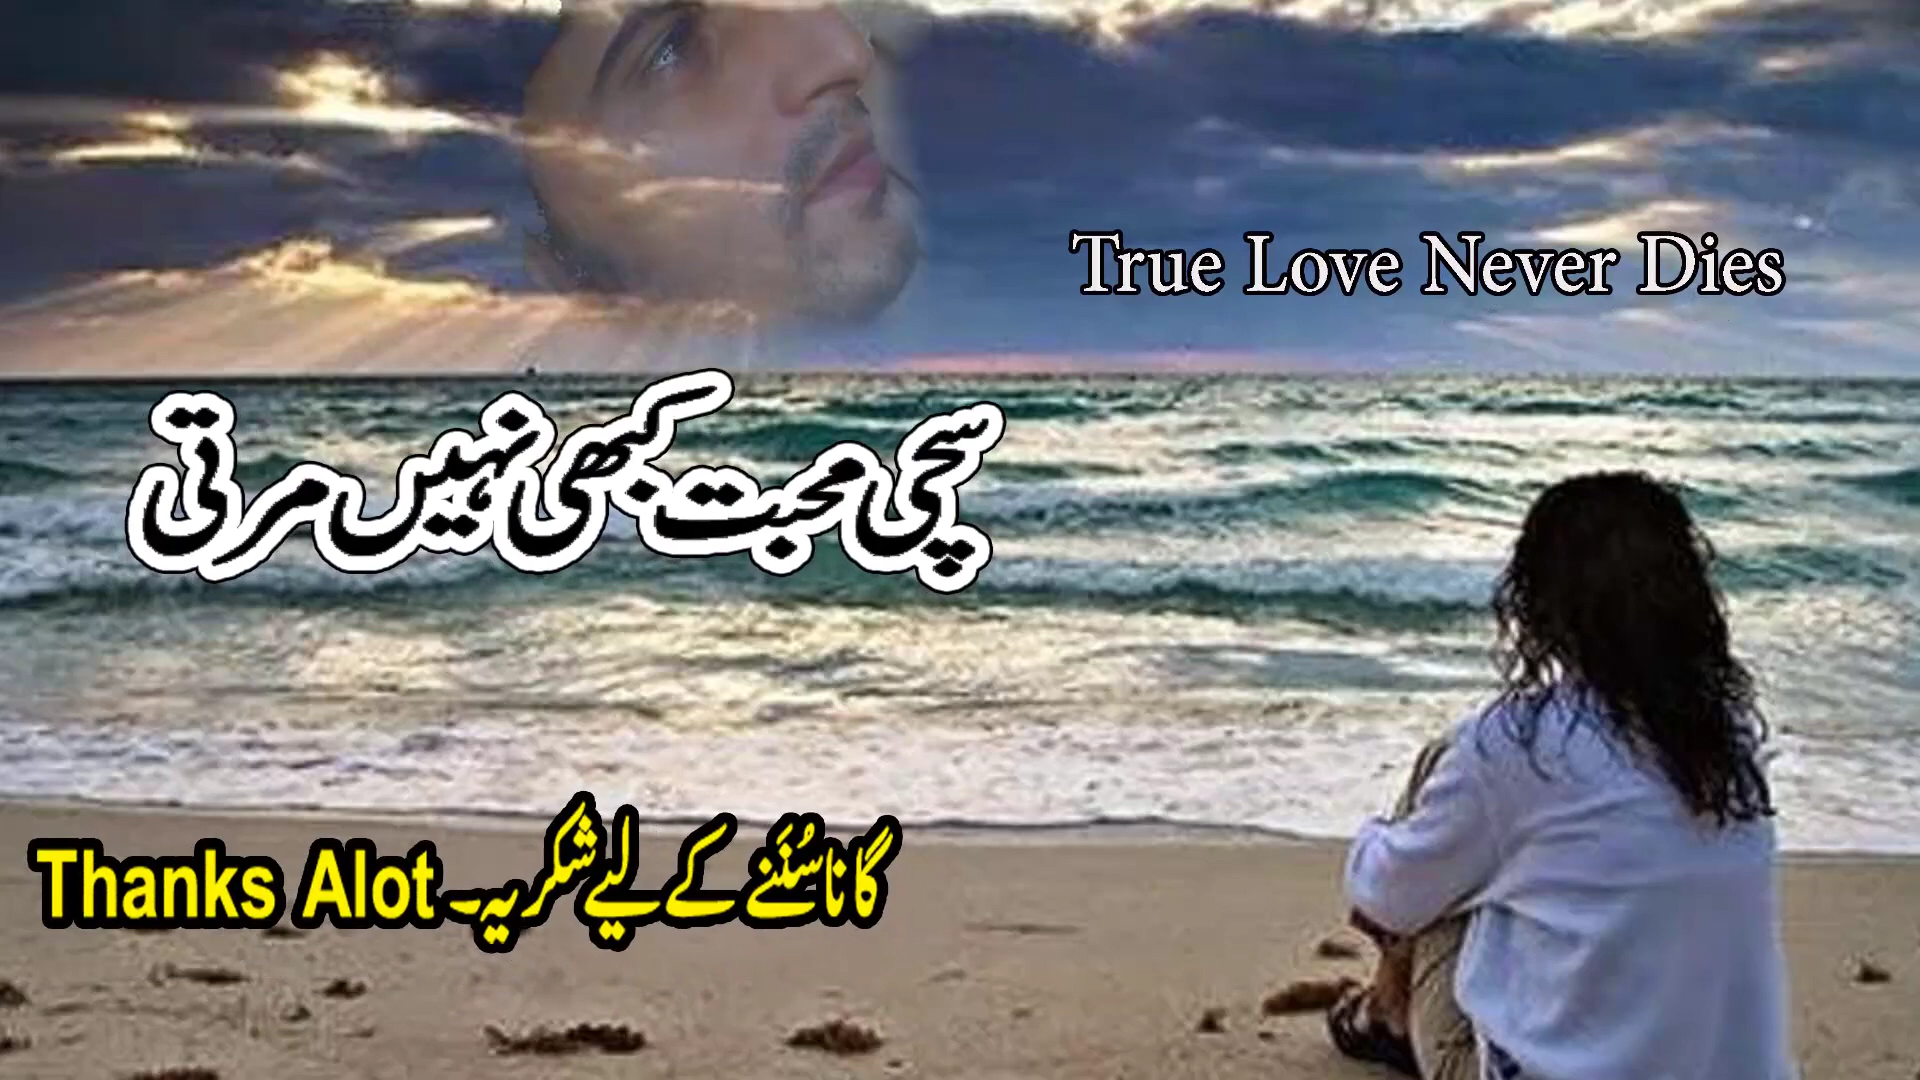 True Love Never Dies
سچی محبت کبھی نہیں مرتی
گانا سُننے کے لیے شکریہ۔ Thanks Alot